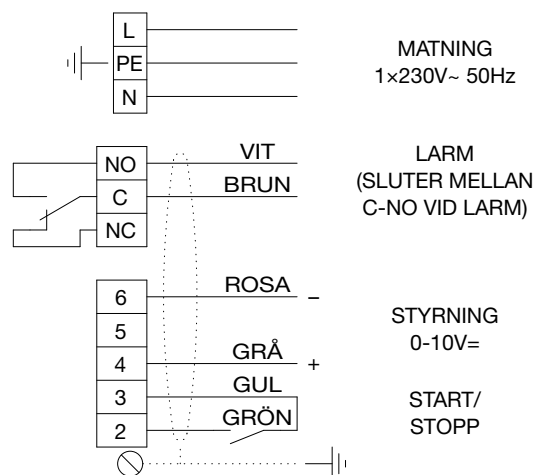 L
PE
N
MATNING
1×230V~ 50Hz
NO
C
NC
VIT
BRUN
LARM
(SLUTER MELLAN
C-NO VID LARM)
6
5
4
3
2
ROSA –
GRÅ +
GUL
GRÖN
STYRNING
0-10V=
START/
STOPP